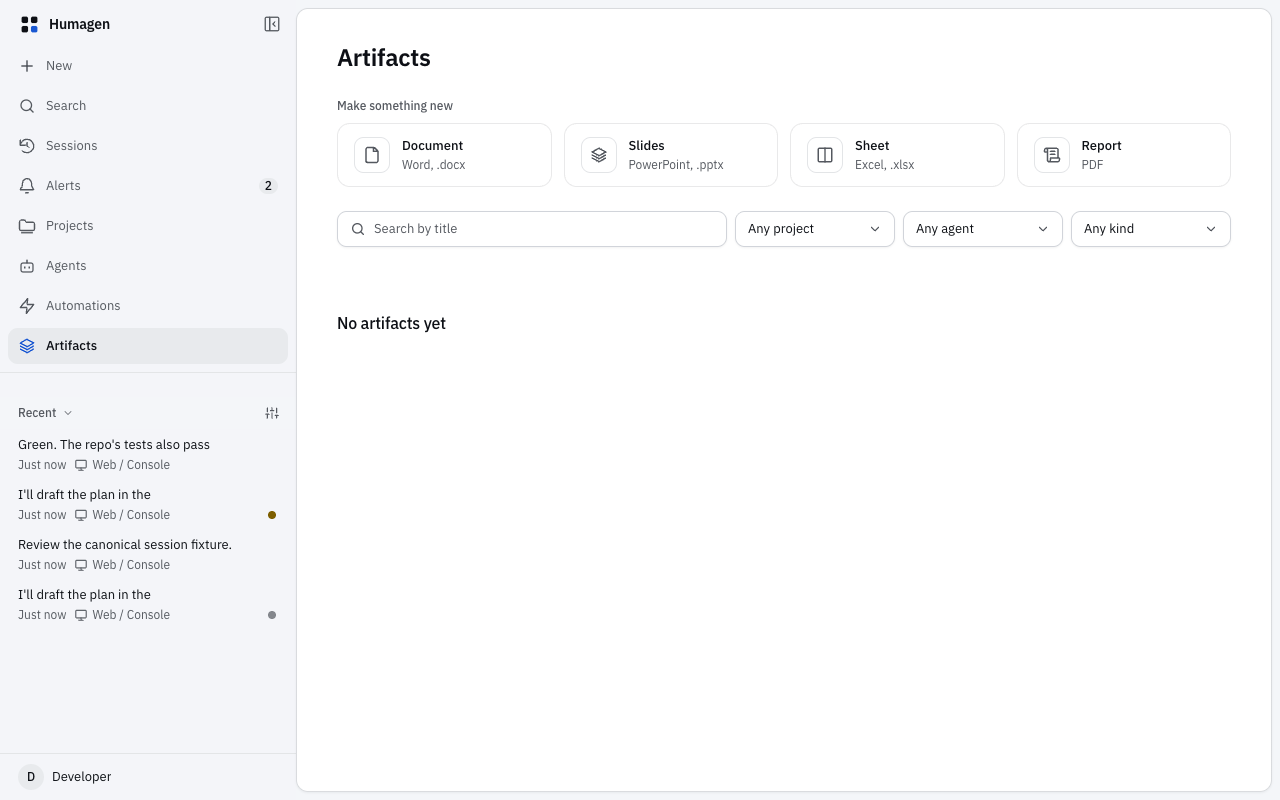 Humagen
New
Search
Sessions
Alerts
2
Projects
Agents
Automations
Artifacts
Recent
Green. The repo's tests also pass
Just now Web / Console
I'll draft the plan in the
Just now Web / Console
Review the canonical session fixture.
Just now Web / Console
I'll draft the plan in the
Just now Web / Console
D Developer
Artifacts
Make something new
Document
Word, .docx
Slides
PowerPoint, .pptx
Sheet
Excel, .xlsx
Report
PDF
Search by title
Any project
Any agent
Any kind
No artifacts yet